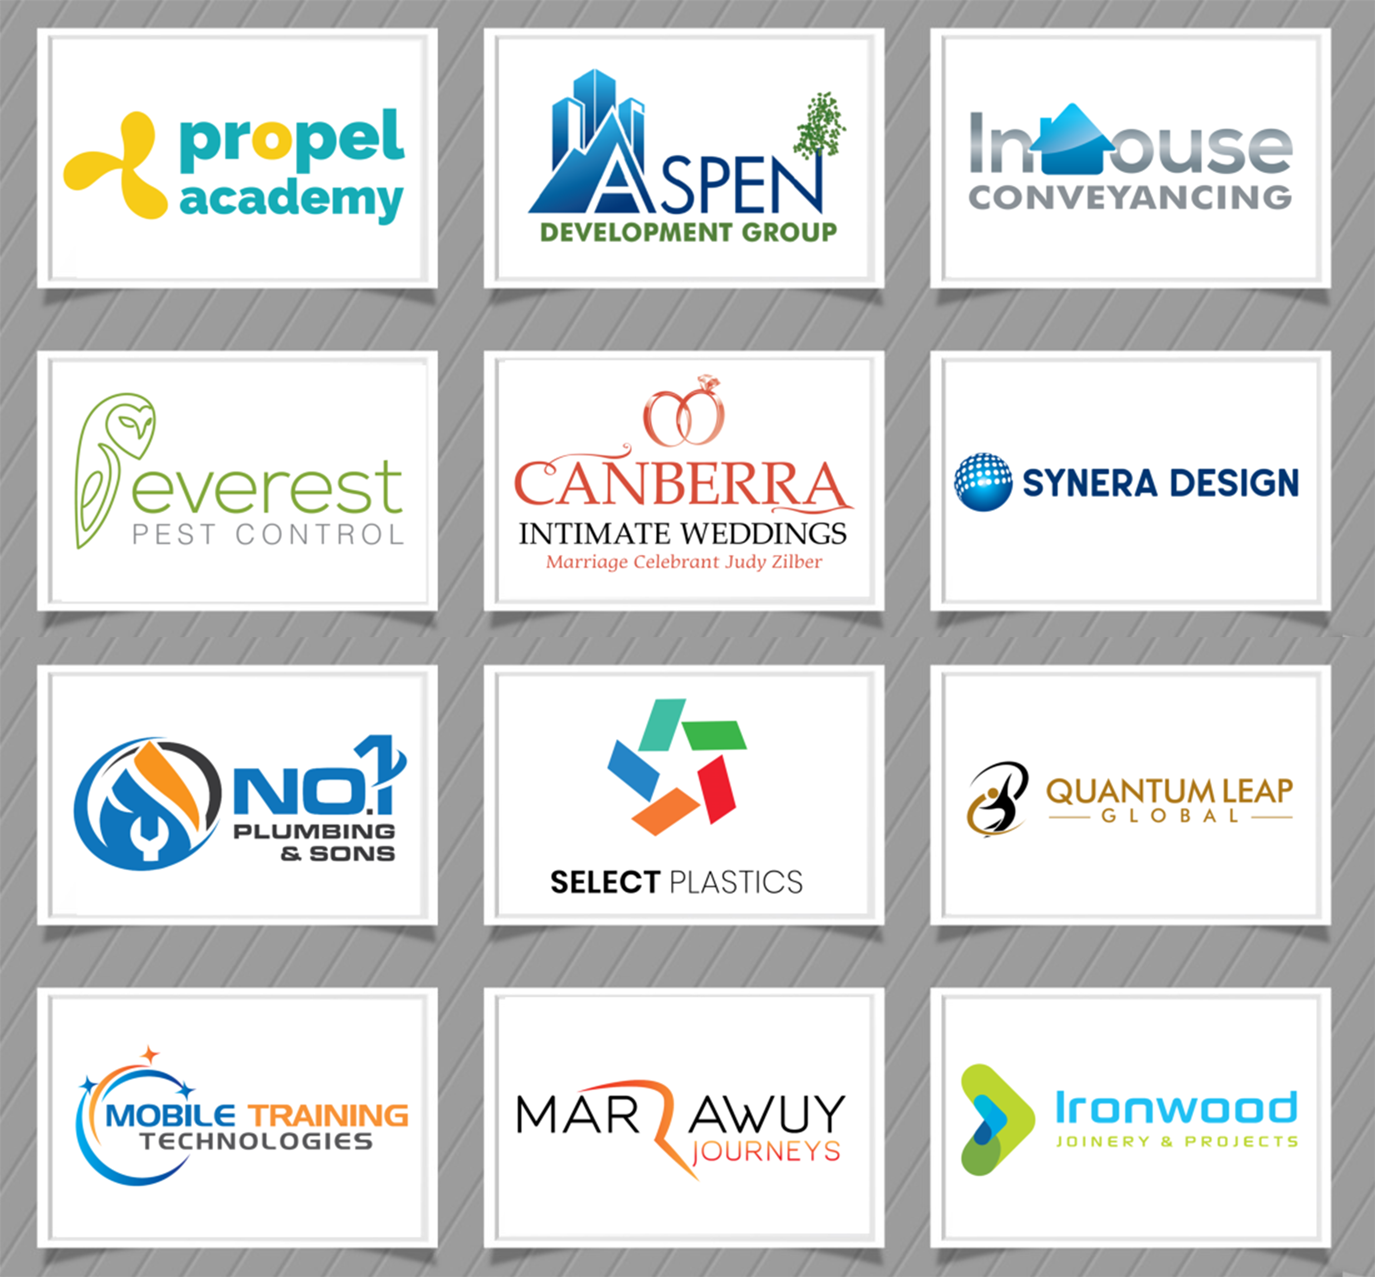 propel
academy
ASPEN
DEVELOPMENT GROUP
InHouse
CONVEYANCING
everest
PEST CONTROL
CANBERRA
INTIMATE WEDDINGS
Marriage Celebrant Judy Zilber
SYNERA DESIGN
NO.1
PLUMBING
& SONS
SELECT PLASTICS
QUANTUM LEAP
GLOBAL
MOBILE TRAINING
TECHNOLOGIES
MARRAWUY
JOURNEYS
Ironwood
JOINERY & PROJECTS